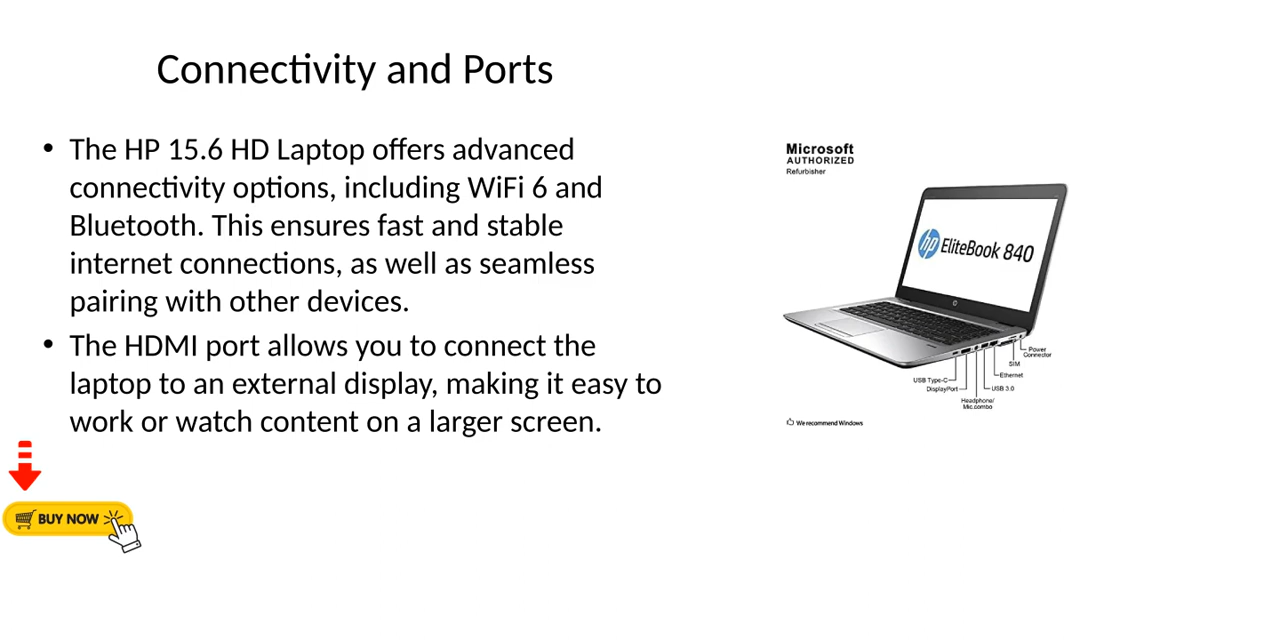 Connectivity and Ports
• The HP 15.6 HD Laptop offers advanced
connectivity options, including WiFi 6 and
Bluetooth. This ensures fast and stable
internet connections, as well as seamless
pairing with other devices.
• The HDMI port allows you to connect the
laptop to an external display, making it easy to
work or watch content on a larger screen.
BUY NOW
Microsoft
AUTHORIZED
Refurbisher
hp EliteBook 840
Power
Connector
SIM
Ethernet
USB Type-C
DisplayPort
USB 3.0
Headphone/
Mic.combo
We recommend Windows